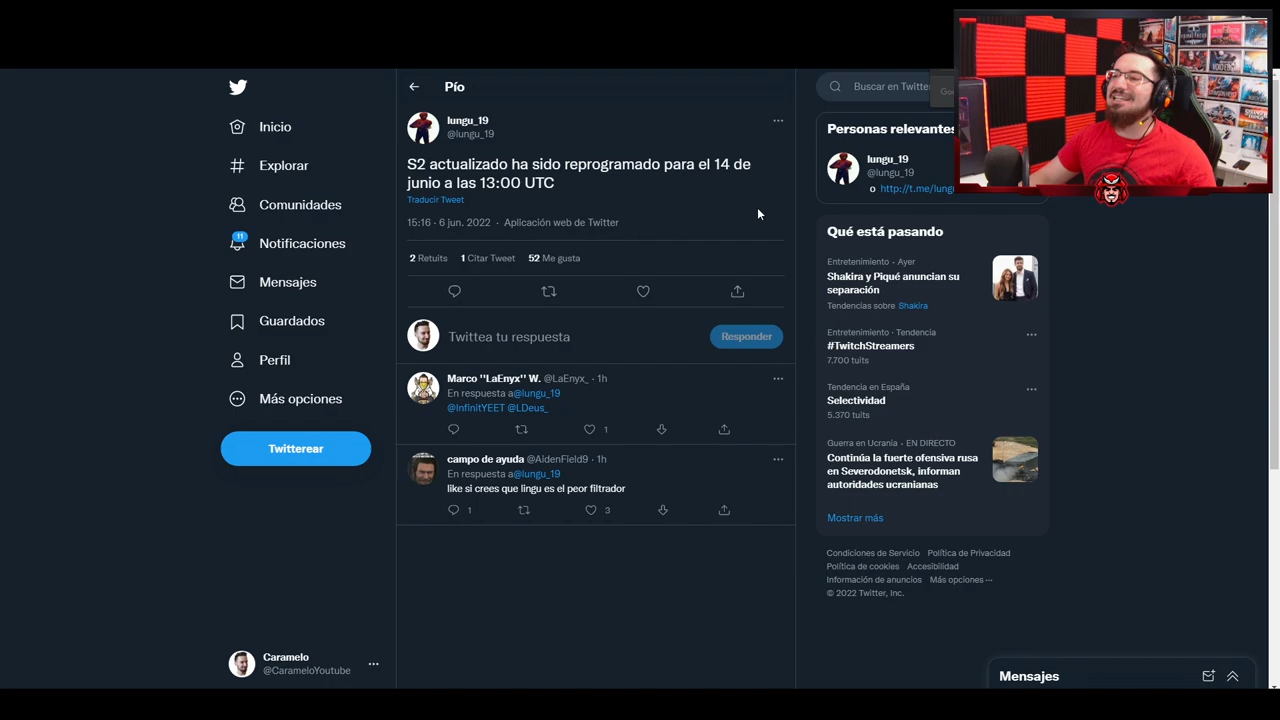 Inicio
Explorar
Comunidades
11
Notificaciones
Mensajes
Guardados
Perfil
Más opciones
Twitterear
Caramelo
@CarameloYoutube
Pío
lungu_19
@lungu_19
S2 actualizado ha sido reprogramado para el 14 de
junio a las 13:00 UTC
Traducir Tweet
15:16 · 6 jun. 2022 · Aplicación web de Twitter
2 Retuits 1 Citar Tweet 52 Me gusta
Twittea tu respuesta
Responder
Marco "LaEnyx" W. @LaEnyx_ · 1h
En respuesta a@lungu_19
@InfinitYEET @LDeus_
1
campo de ayuda @AidenField9 · 1h
En respuesta a@lungu_19
like si crees que lingu es el peor filtrador
1 3
Buscar en Twitte
Personas relevantes
lungu_19
@lungu_19
o http://t.me/lung
Qué está pasando
Entretenimiento · Ayer
Shakira y Piqué anuncian su
separación
Tendencias sobre Shakira
Entretenimiento · Tendencia
#TwitchStreamers
7.700 tuits
Tendencia en España
Selectividad
5.370 tuits
Guerra en Ucrania · EN DIRECTO
Continúa la fuerte ofensiva rusa
en Severodonetsk, informan
autoridades ucranianas
Mostrar más
Condiciones de Servicio Política de Privacidad
Política de cookies Accesibilidad
Información de anuncios Más opciones ···
© 2022 Twitter, Inc.
Mensajes